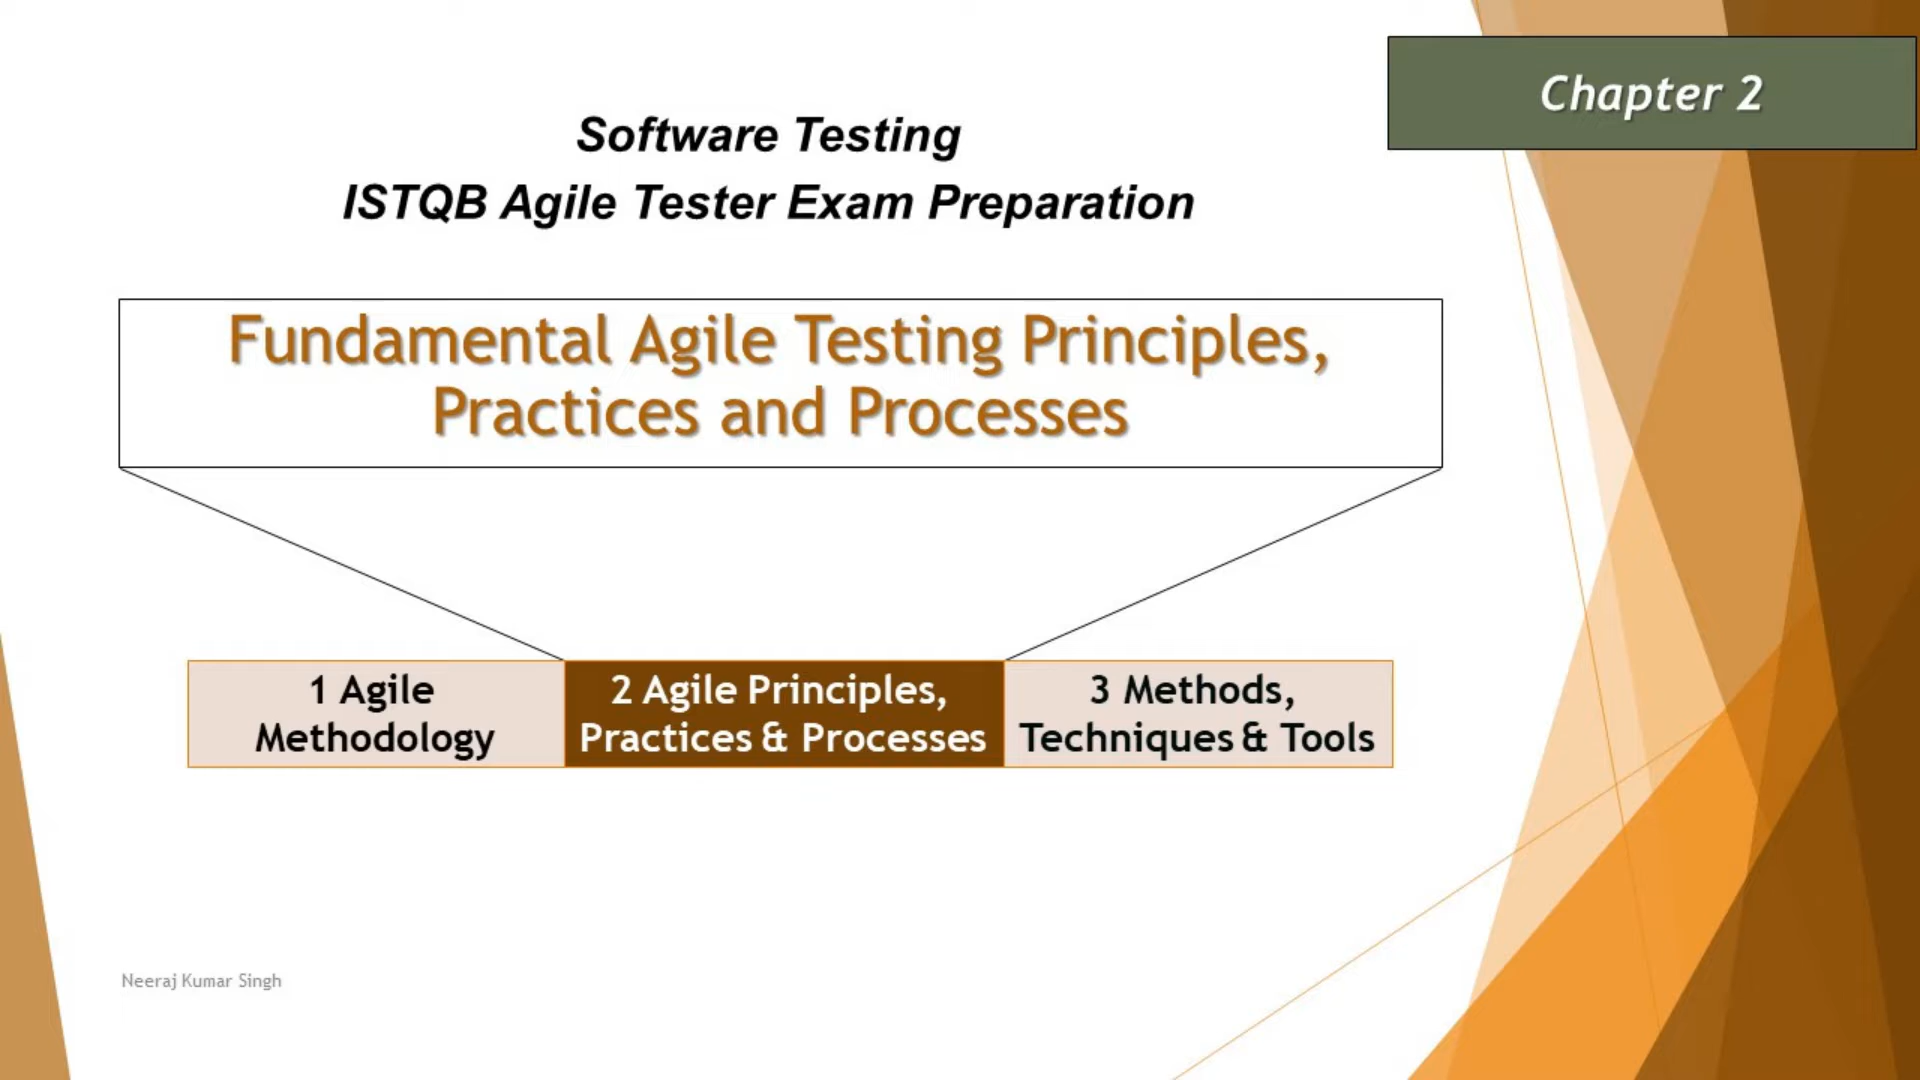 Chapter 2
Software Testing
ISTQB Agile Tester Exam Preparation
Fundamental Agile Testing Principles,
Practices and Processes
1 Agile
Methodology
2 Agile Principles,
Practices & Processes
3 Methods,
Techniques & Tools
Neeraj Kumar Singh